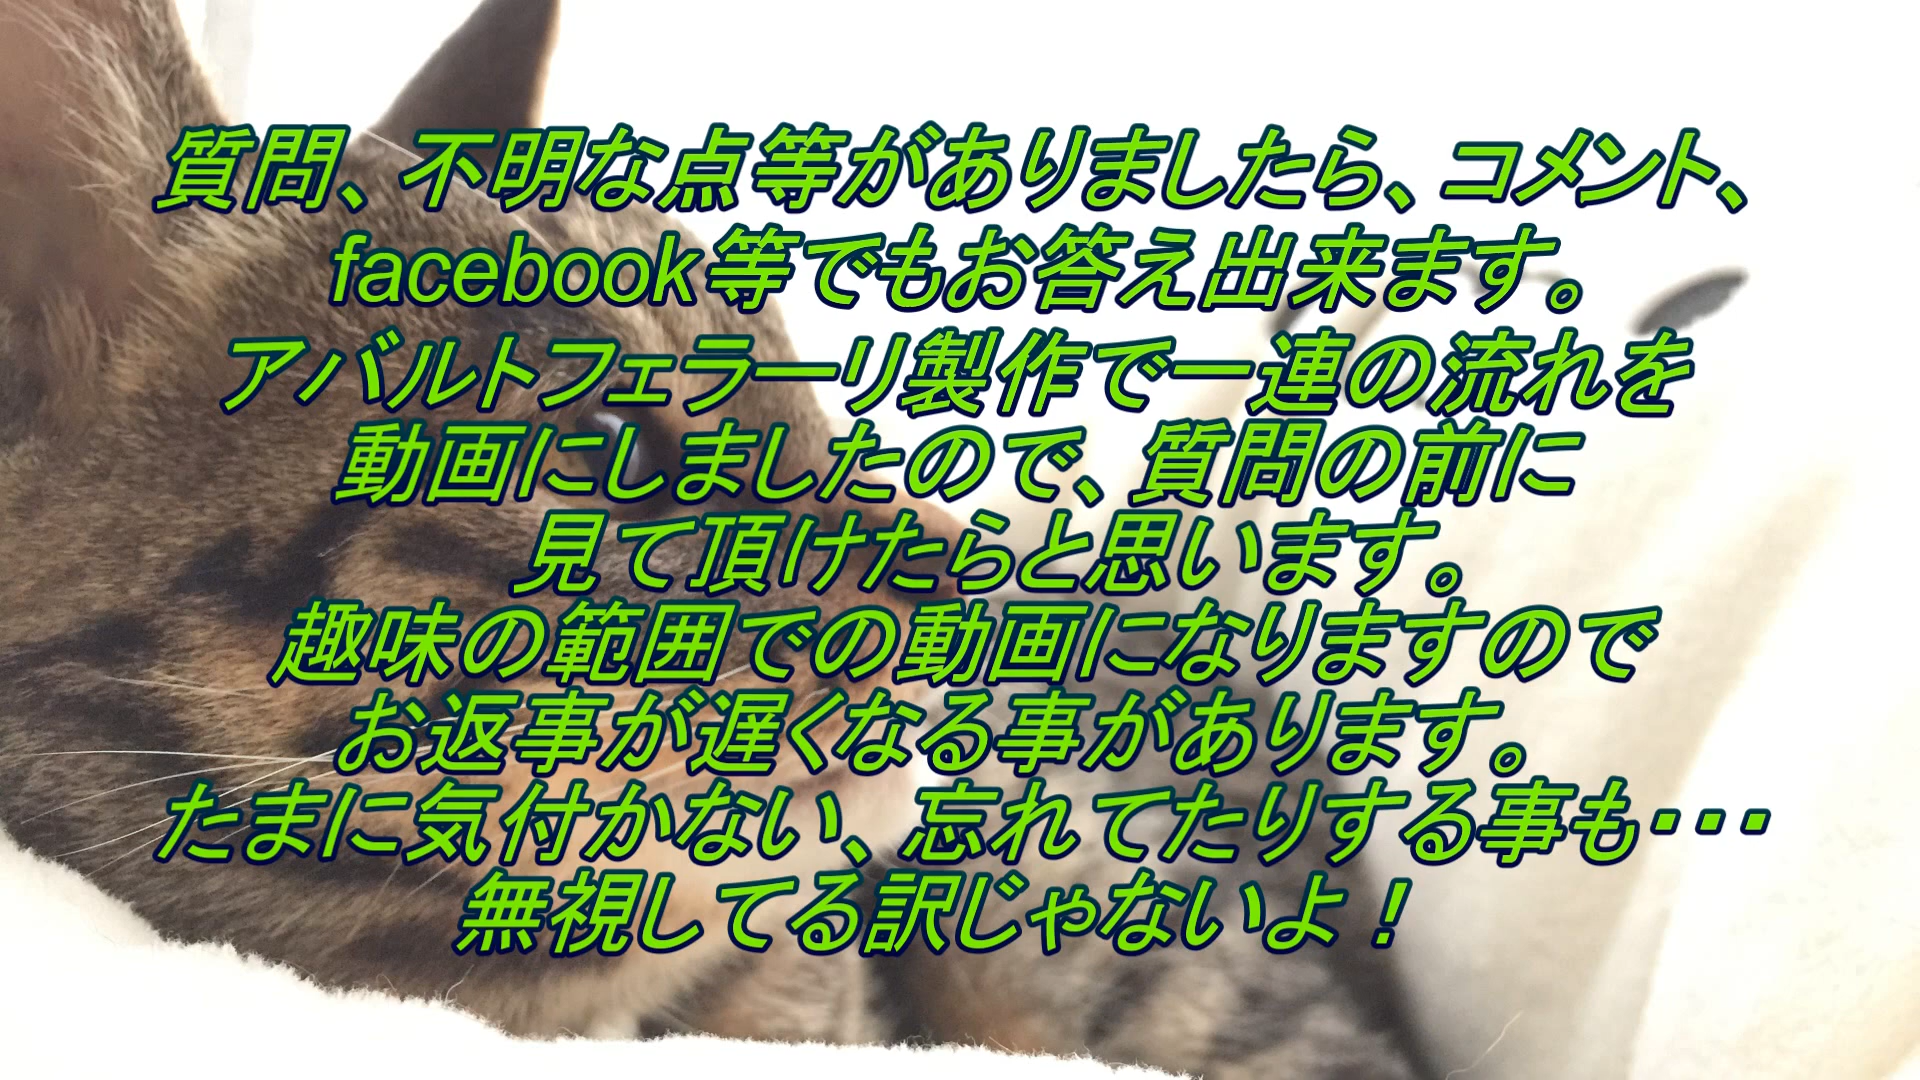 質問、不明な点等がありましたら、コメント、
facebook等でもお答え出来ます。
アバルトフェラーリ製作で一連の流れを
動画にしましたので、質問の前に
見て頂けたらと思います。
趣味の範囲での動画になりますので
お返事が遅くなる事があります。
たまに気付かない、忘れてたりする事も・・・
無視してる訳じゃないよ！